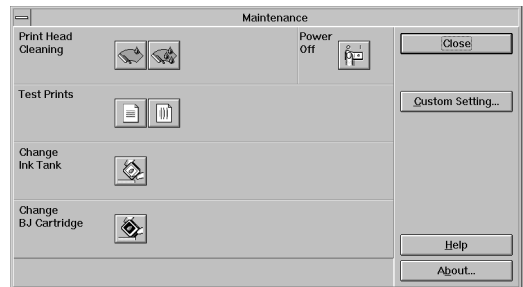 Maintenance
Print Head
Cleaning
Power
Off
Close
Test Prints
Custom Setting...
Change
Ink Tank
Change
BJ Cartridge
Help
About...